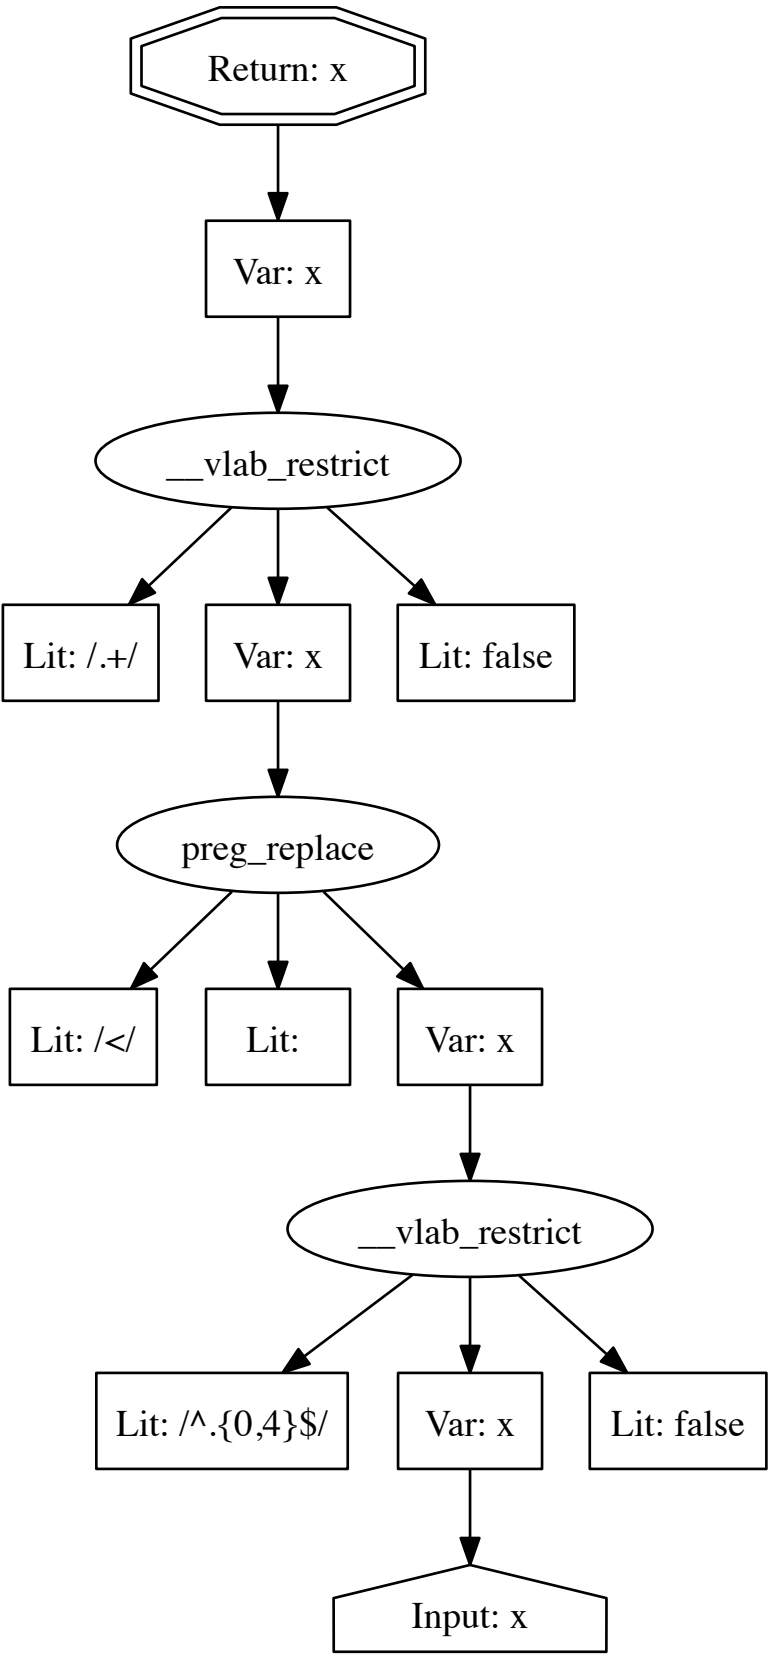 Return: x
Var: x
__vlab_restrict
Lit: /.+/
Var: x
Lit: false
preg_replace
Lit: /</
Lit:
Var: x
__vlab_restrict
Lit: /^.{0,4}$/
Var: x
Lit: false
Input: x